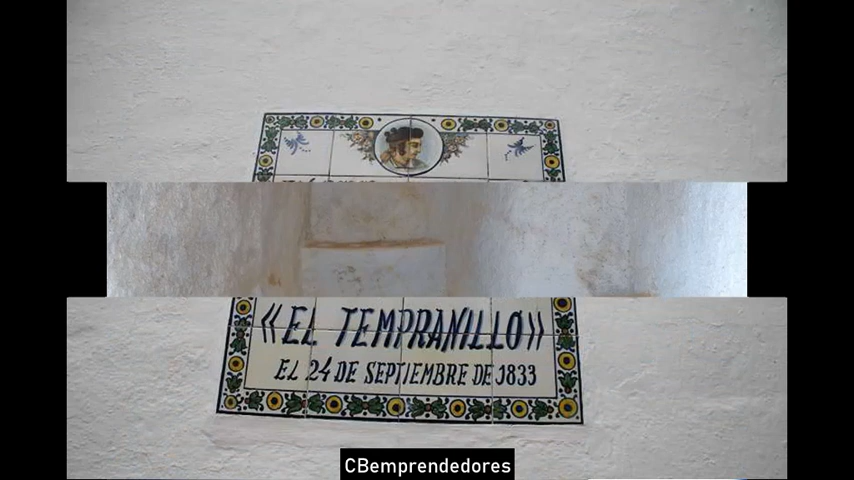 «EL TEMPRANILLO»
EL 24 DE SEPTIEMBRE DE 1833
CBemprendedores